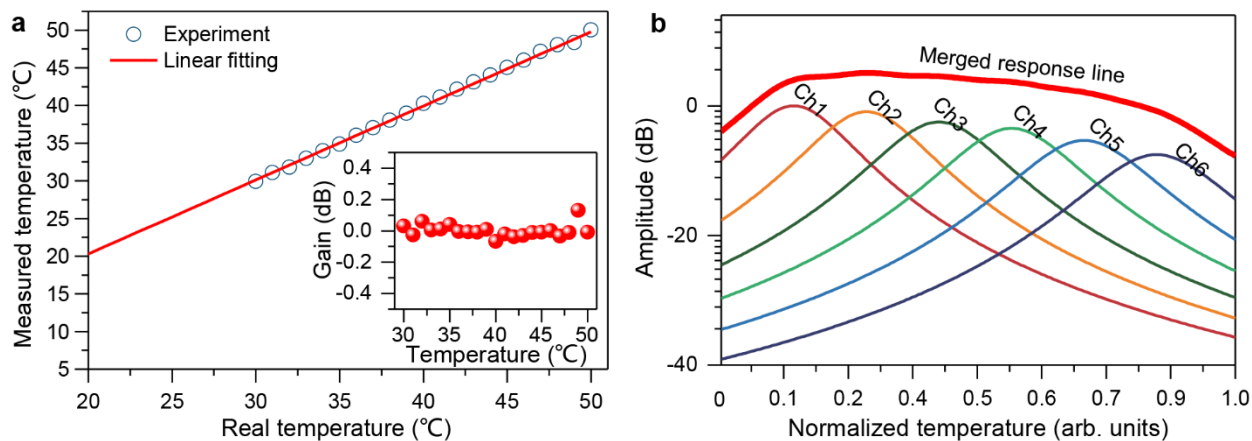 a
Experiment
Linear fitting
Measured temperature (℃)
50
45
40
35
30
25
20
15
10
5
20
25
30
35
40
45
50
Real temperature (℃)
Gain (dB)
0.4
0.2
0.0
-0.2
-0.4
30
35
40
45
50
Temperature (℃)
b
Merged response line
Ch1
Ch2
Ch3
Ch4
Ch5
Ch6
Amplitude (dB)
0
-20
-40
0
0.1
0.2
0.4
0.5
0.6
0.7
0.9
1.0
Normalized temperature (arb. units)